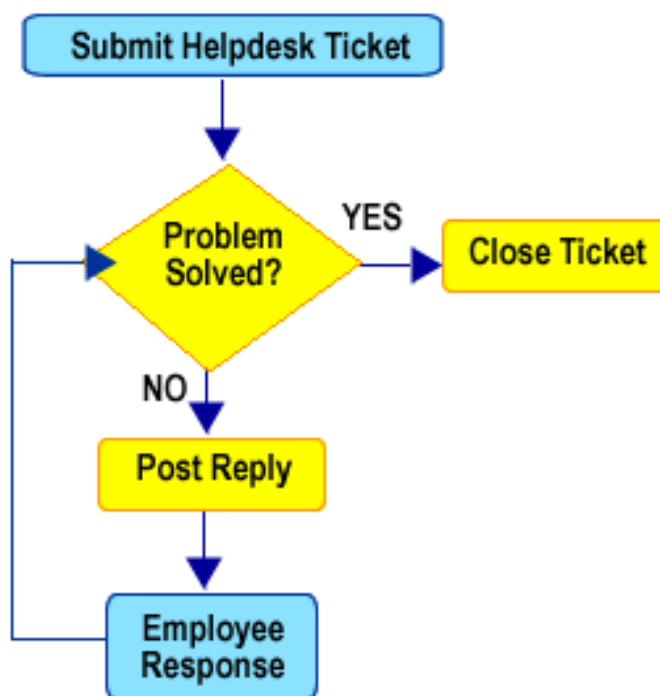 Submit Helpdesk Ticket
Problem
Solved?
YES
Close Ticket
NO
Post Reply
Employee
Response